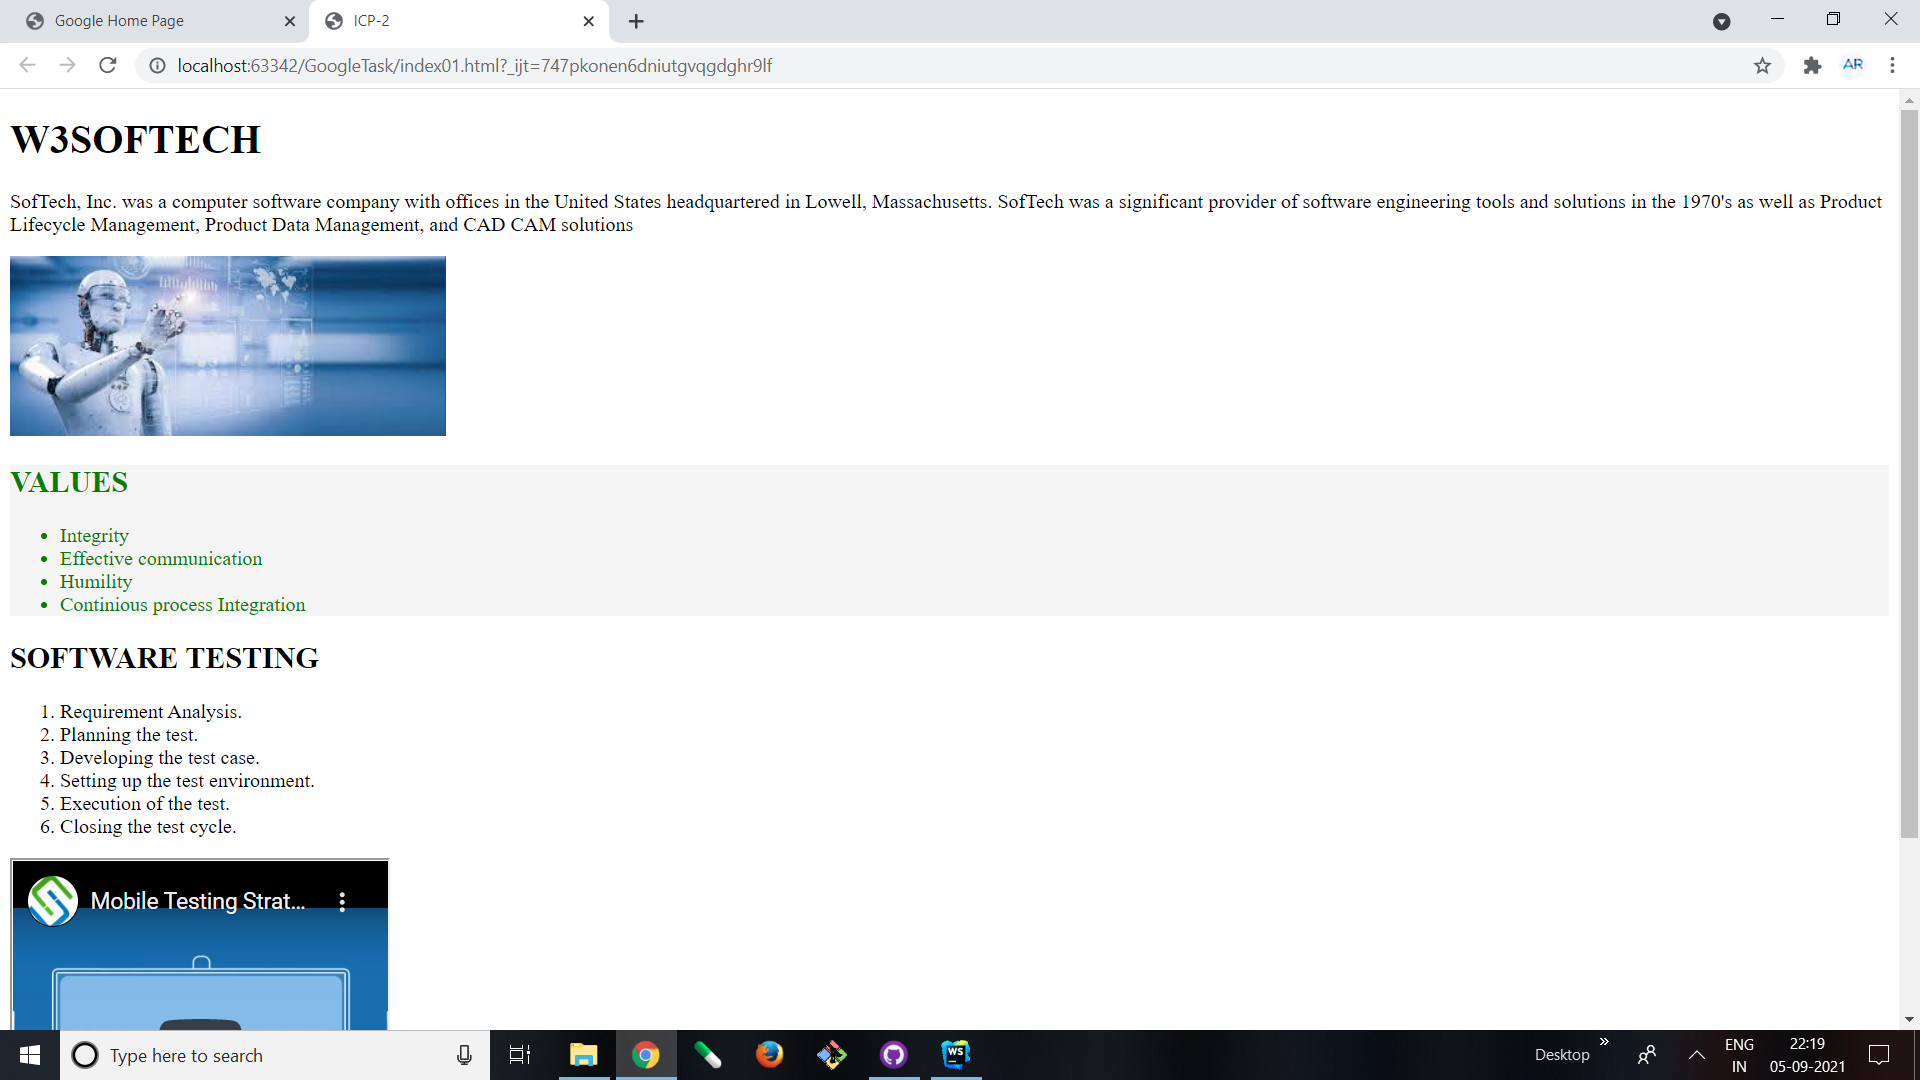 Google Home Page
ICP-2
localhost:63342/GoogleTask/index01.html?_ijt=747pkonen6dniutgvqgdghr9lf
AR
W3SOFTECH
SofTech, Inc. was a computer software company with offices in the United States headquartered in Lowell, Massachusetts. SofTech was a significant provider of software engineering tools and solutions in the 1970's as well as Product
Lifecycle Management, Product Data Management, and CAD CAM solutions
VALUES
• Integrity
• Effective communication
• Humility
• Continious process Integration
SOFTWARE TESTING
1. Requirement Analysis.
2. Planning the test.
3. Developing the test case.
4. Setting up the test environment.
5. Execution of the test.
6. Closing the test cycle.
Mobile Testing Strat...
Type here to search
WS
Desktop
ENG
IN
22:19
05-09-2021